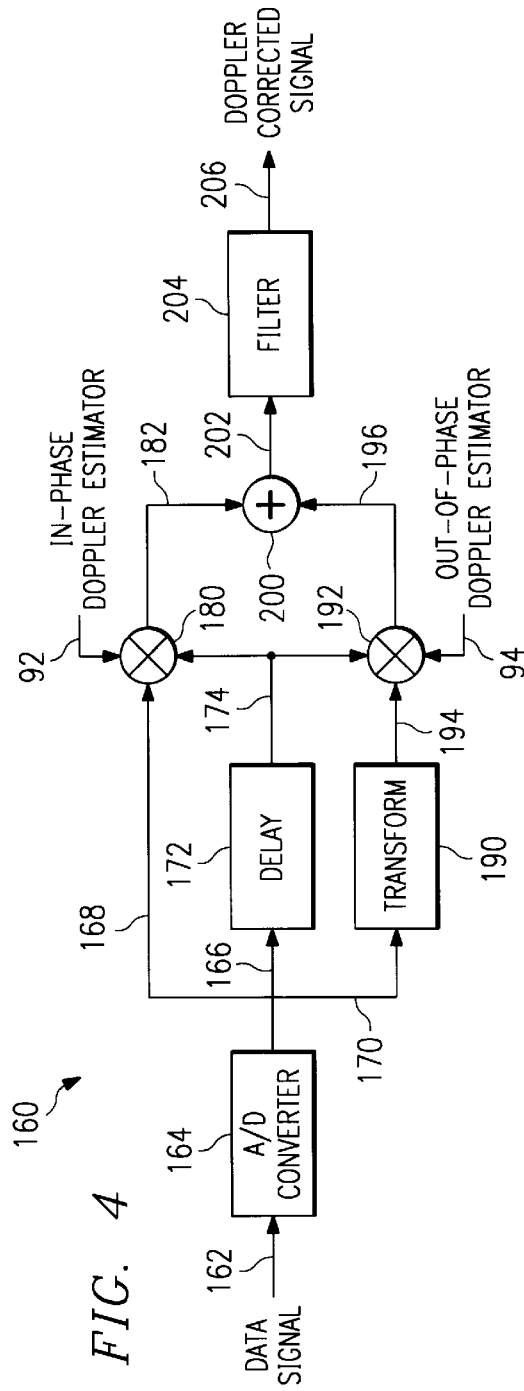 FIG. 4
160
DATA
SIGNAL
162
164
A/D
CONVERTER
166
168
170
172
DELAY
174
190
TRANSFORM
194
92
IN-PHASE
DOPPLER ESTIMATOR
180
182
192
94
OUT-OF-PHASE
DOPPLER ESTIMATOR
196
200
+
202
204
FILTER
206
DOPPLER
CORRECTED
SIGNAL